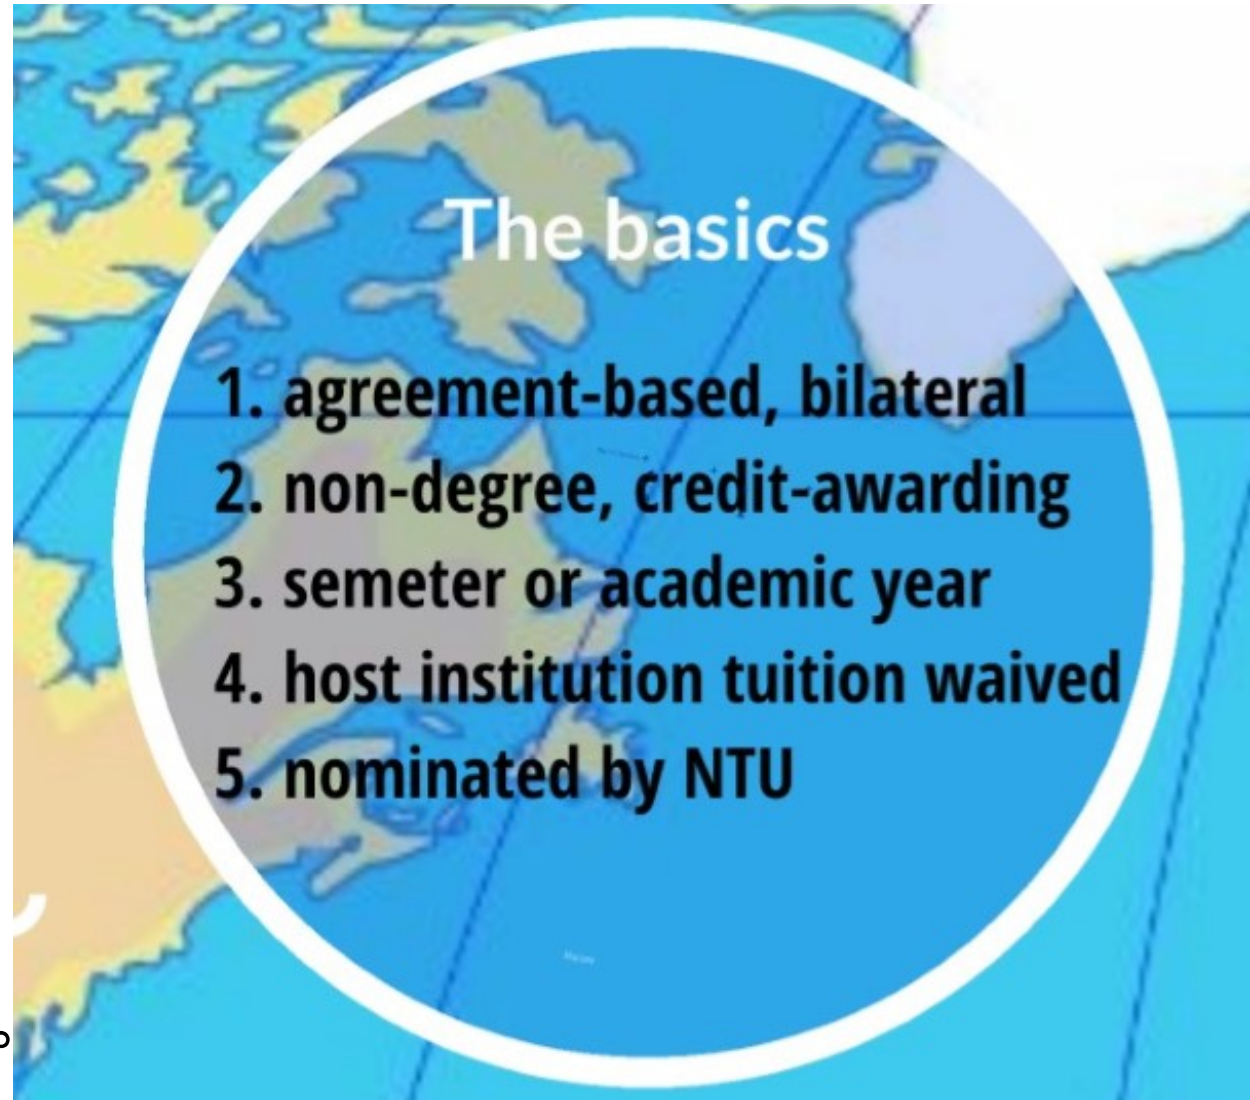 The basics
1. agreement-based, bilateral
2. non-degree, credit-awarding
3. semeter or academic year
4. host institution tuition waived
5. nominated by NTU